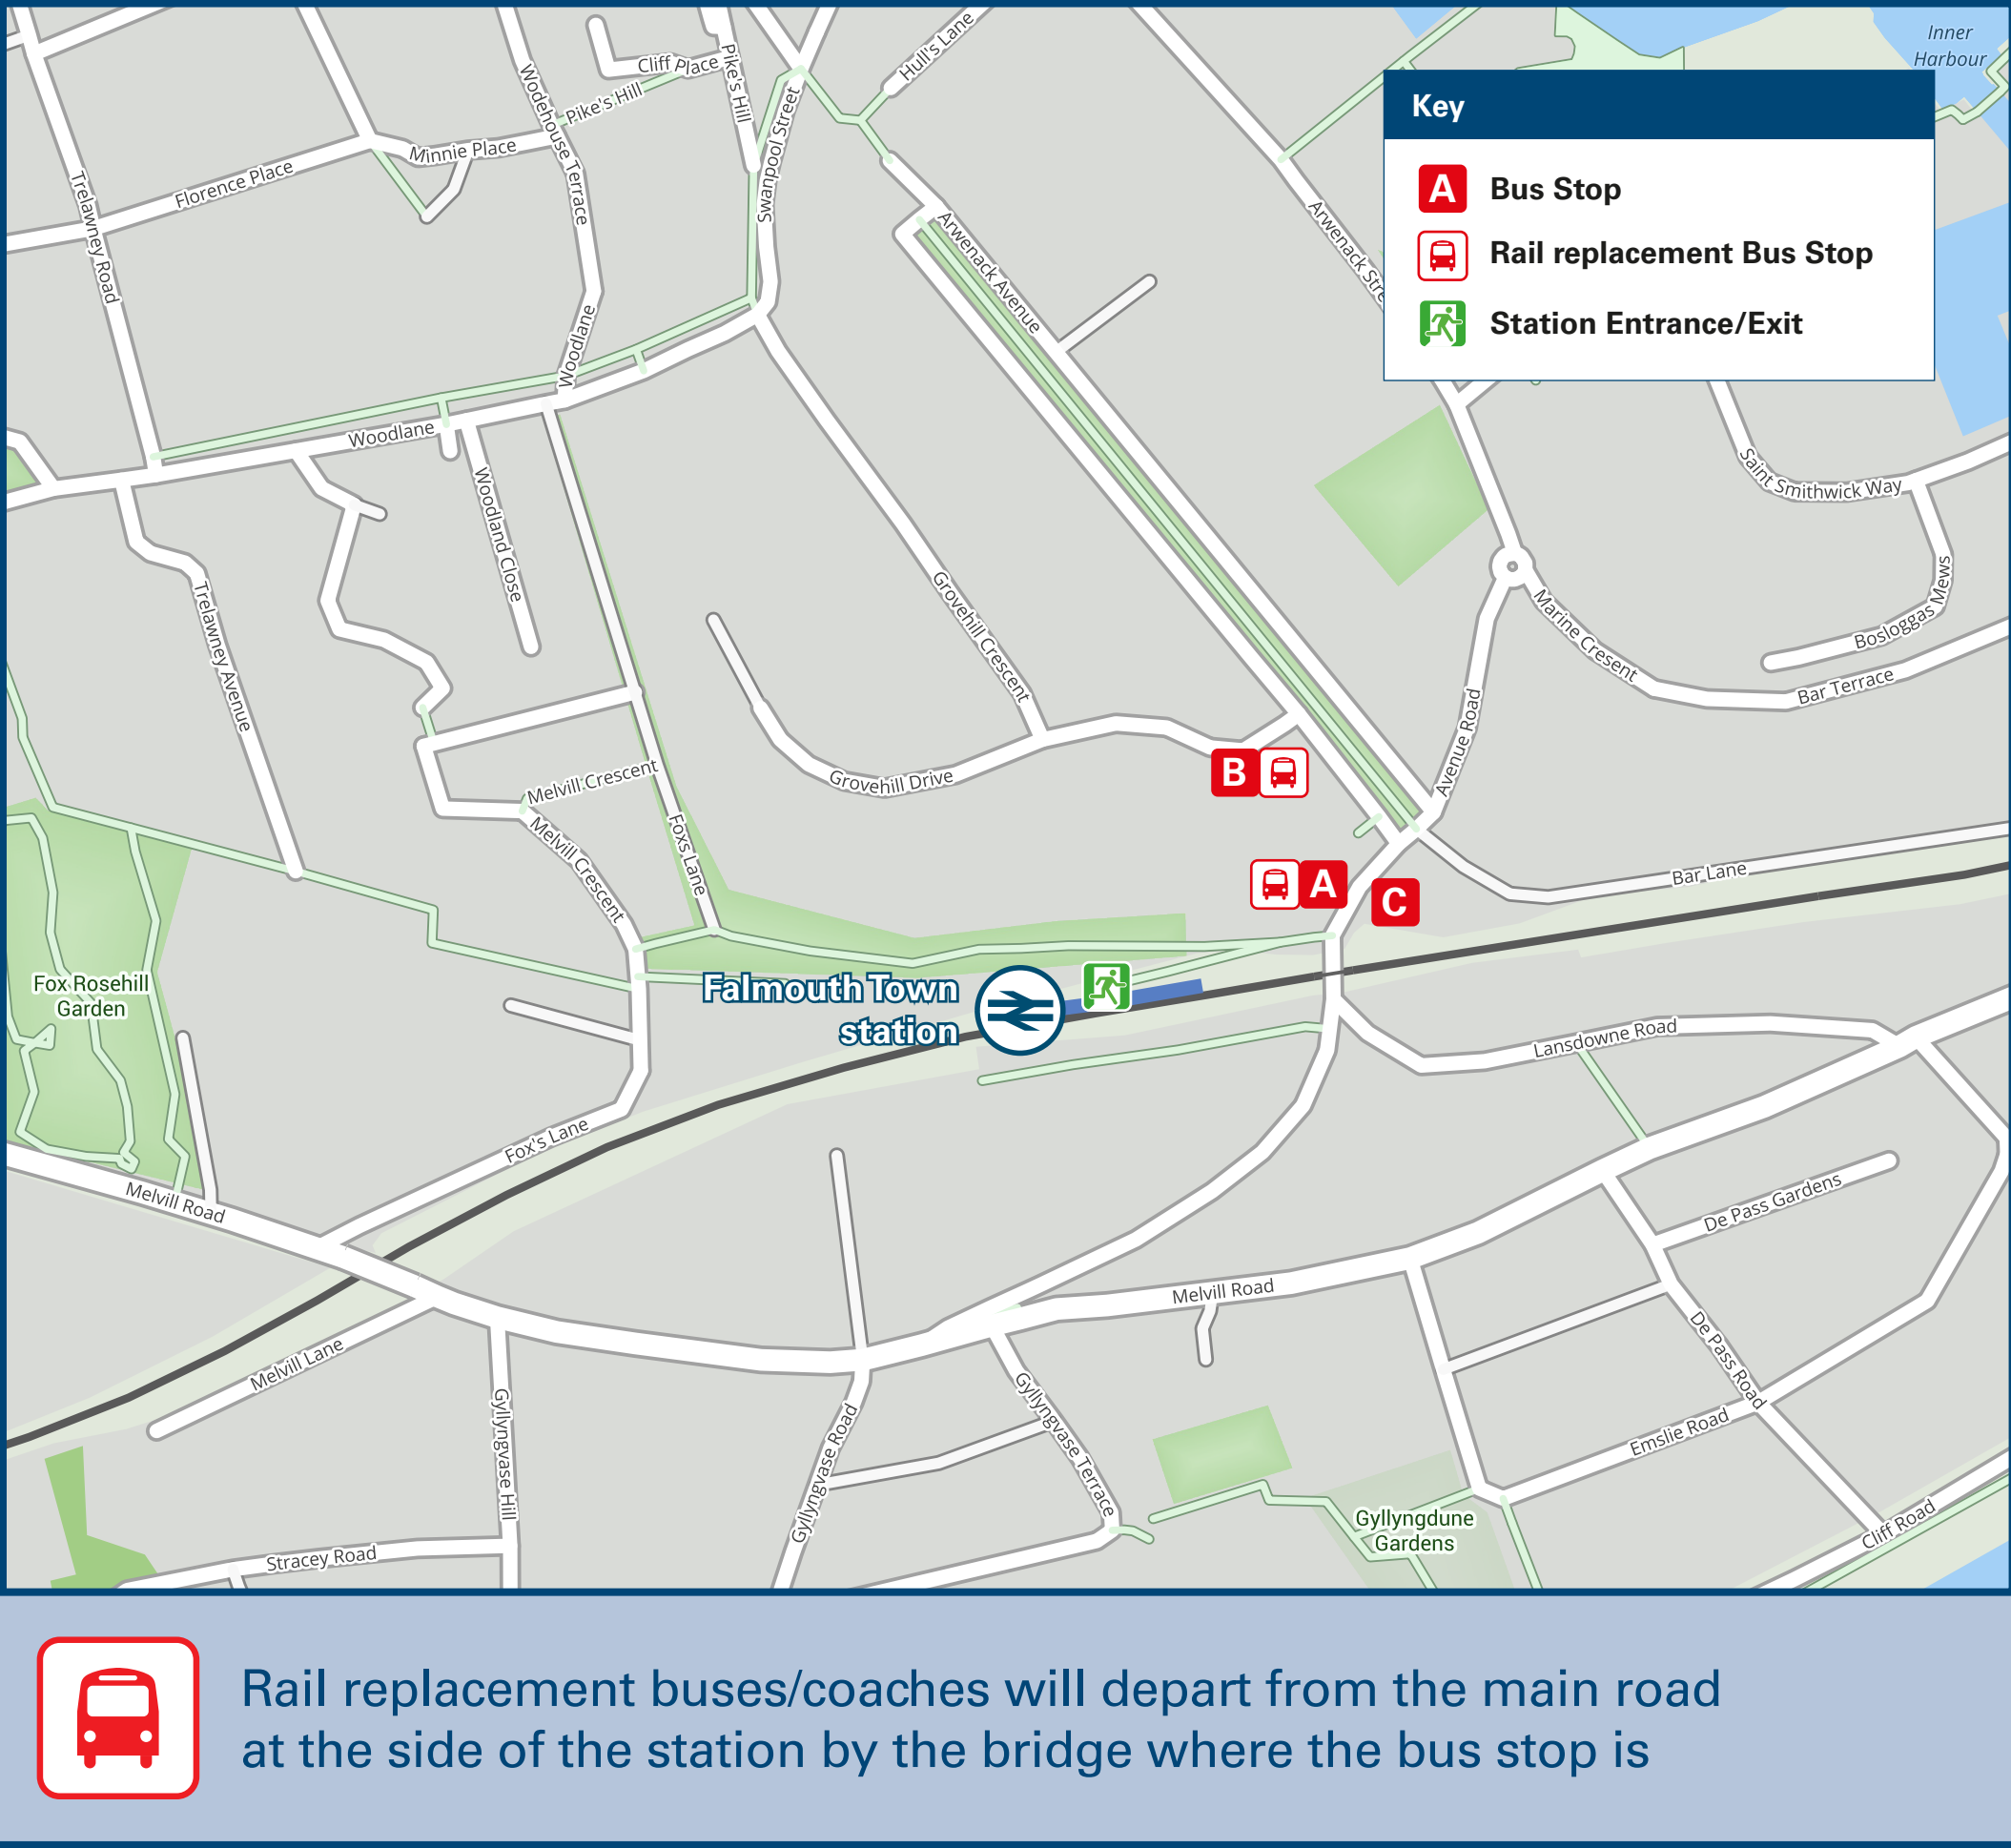 Inner
Harbour
Key
A Bus Stop
Rail replacement Bus Stop
Station Entrance/Exit
Hull's Lane
Cliff Place
Pike's Hill
Pike's Hill
Wodehouse Terrace
Minnie Place
Florence Place
Trelawney Road
Swanpool Street
Arwenack Avenue
Arwenack Stre
Woodlane
Woodlane
Woodland Close
Saint Smithwick Way
Bosloggas Mews
Marine Cresent
Bar Terrace
Trelawney Avenue
Grovehill Crescent
Avenue Road
Grovehill Drive
Melvill Crescent
Melvill Crescent
Foxs Lane
B
A
C
Bar Lane
Fox Rosehill
Garden
Falmouth Town
station
Lansdowne Road
Fox's Lane
Melvill Road
De Pass Gardens
Melvill Road
Melvill Lane
De Pass Road
Gyllyngvase Hill
Gyllyngvase Road
Gyllyngvase Terrace
Emslie Road
Gyllyngdune
Gardens
Cliff Road
Stracey Road
Rail replacement buses/coaches will depart from the main road
at the side of the station by the bridge where the bus stop is